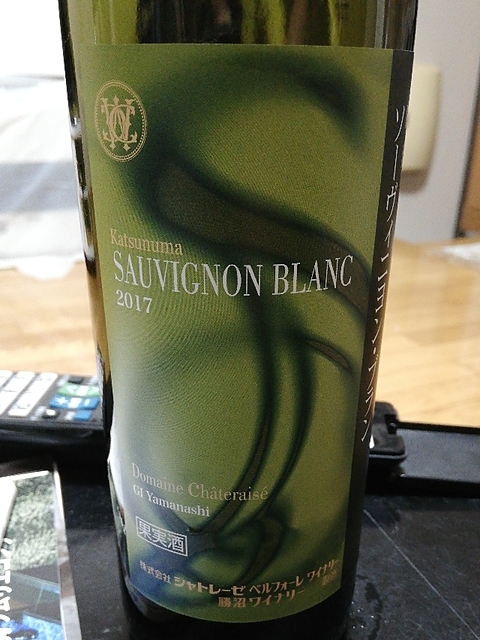 Katsunuma
SAUVIGNON BLANC
2017
Domaine Châteraisé
GI Yamanashi
果実酒
株式会社 シャトレーゼ ベルフォーレ ワイナリー
勝沼ワイナリー 製造
ソーヴィニヨン・ブラン